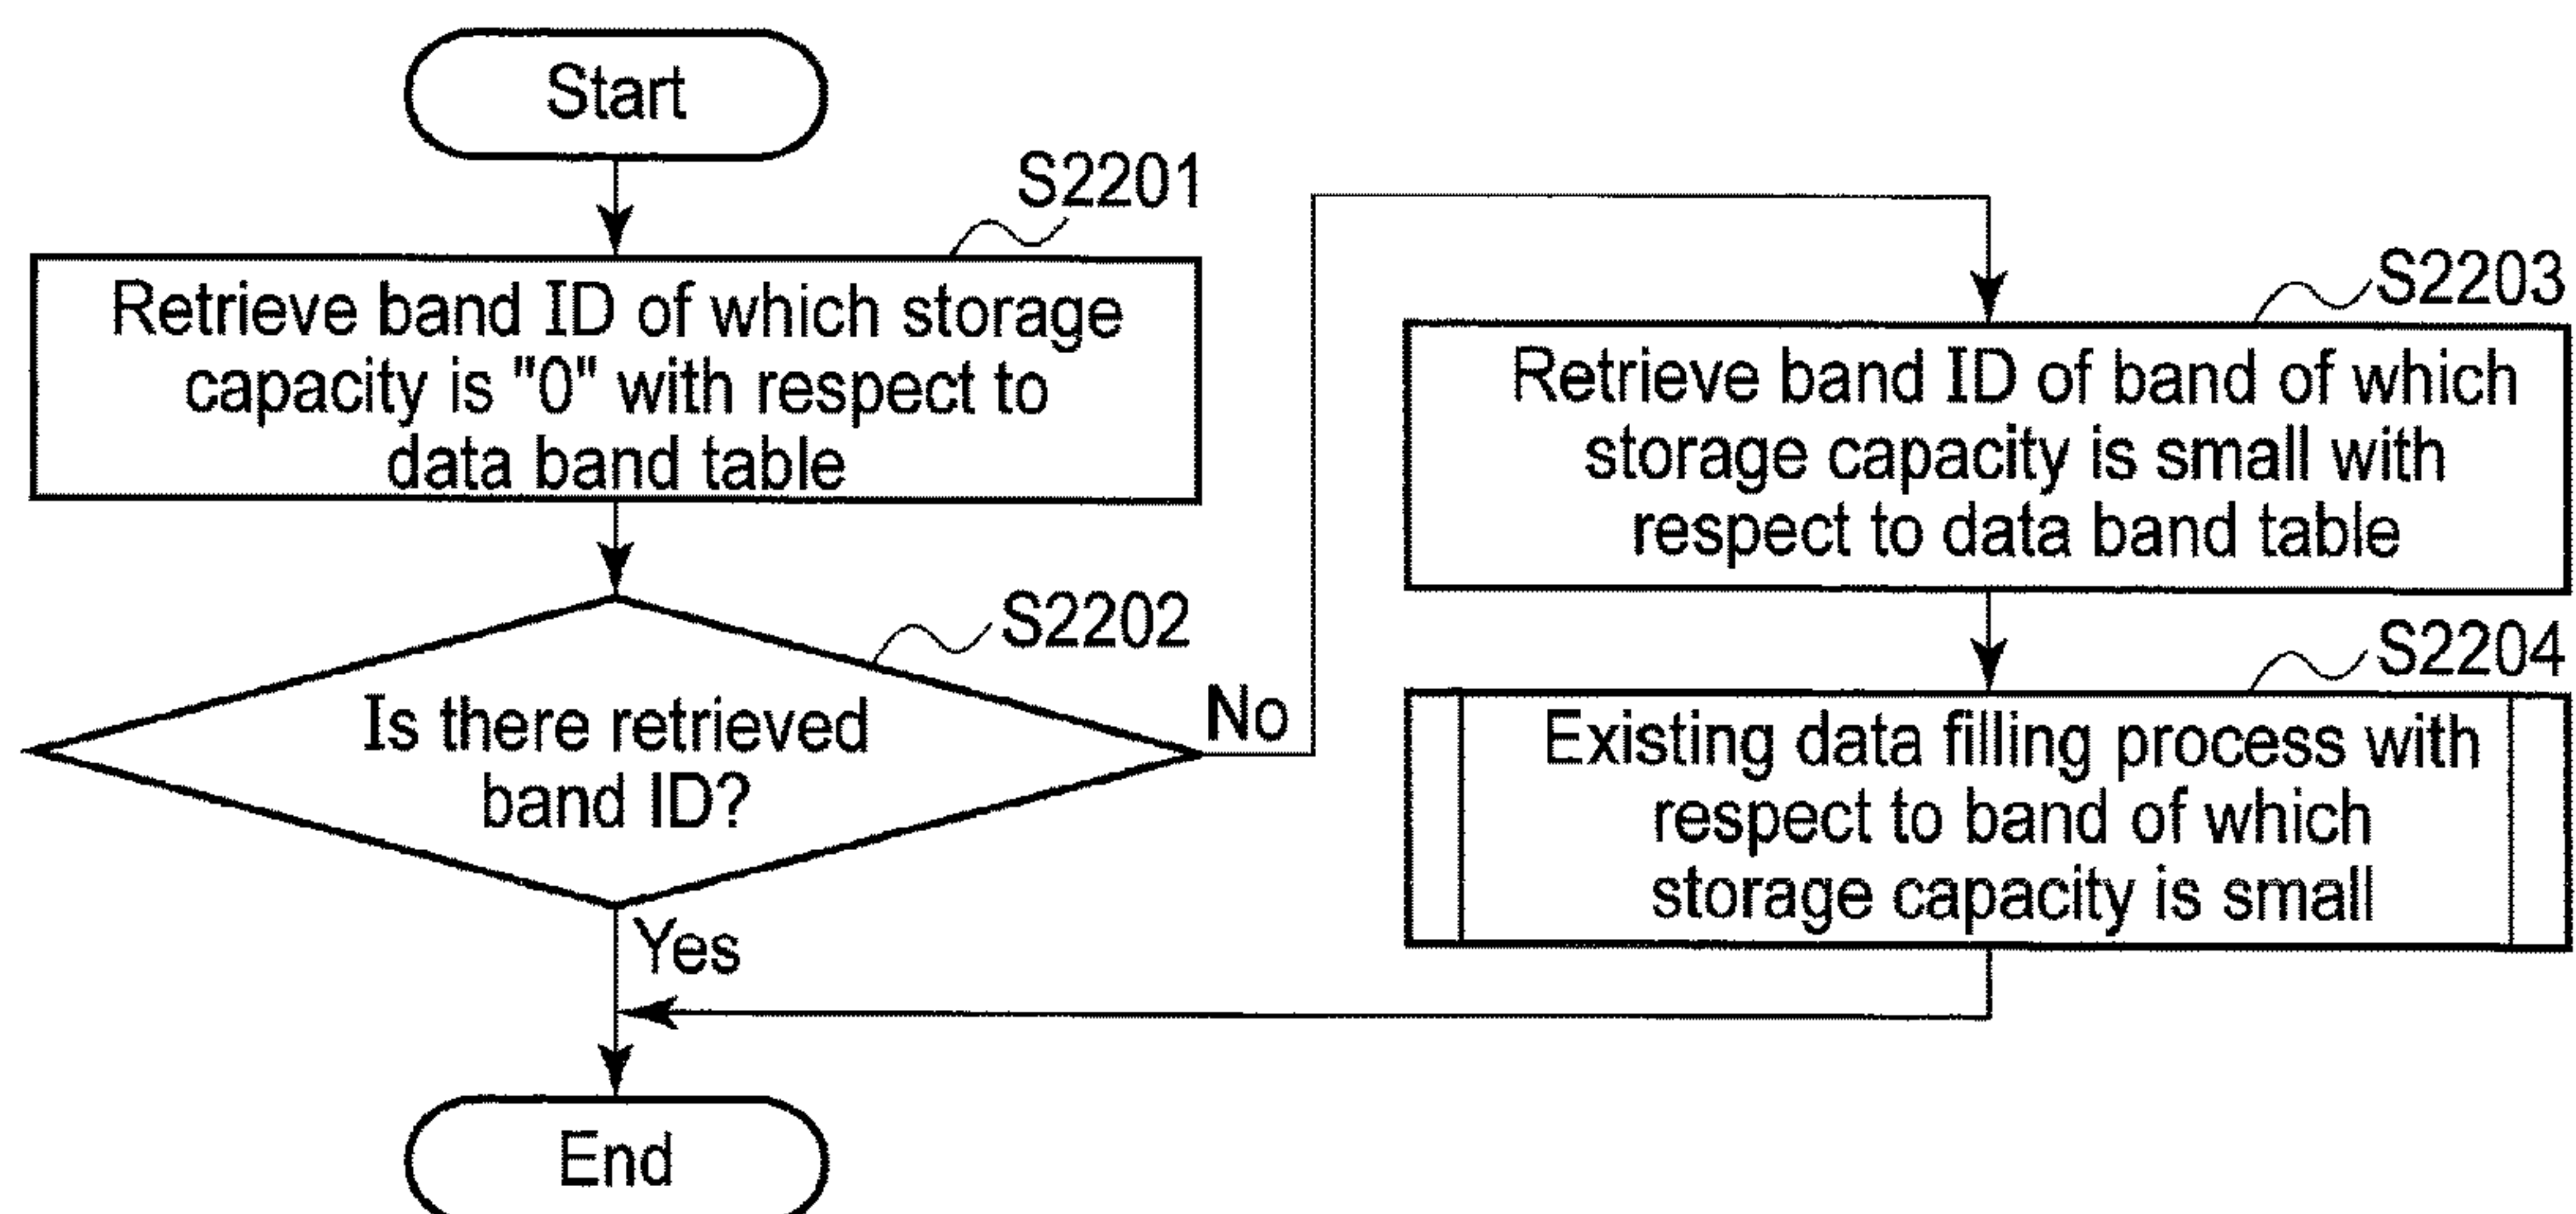 Start
S2201
Retrieve band ID of which storage
capacity is "0" with respect to
data band table
S2202
Is there retrieved
band ID?
No
Yes
S2203
Retrieve band ID of band of which
storage capacity is small with
respect to data band table
S2204
Existing data filling process with
respect to band of which
storage capacity is small
End